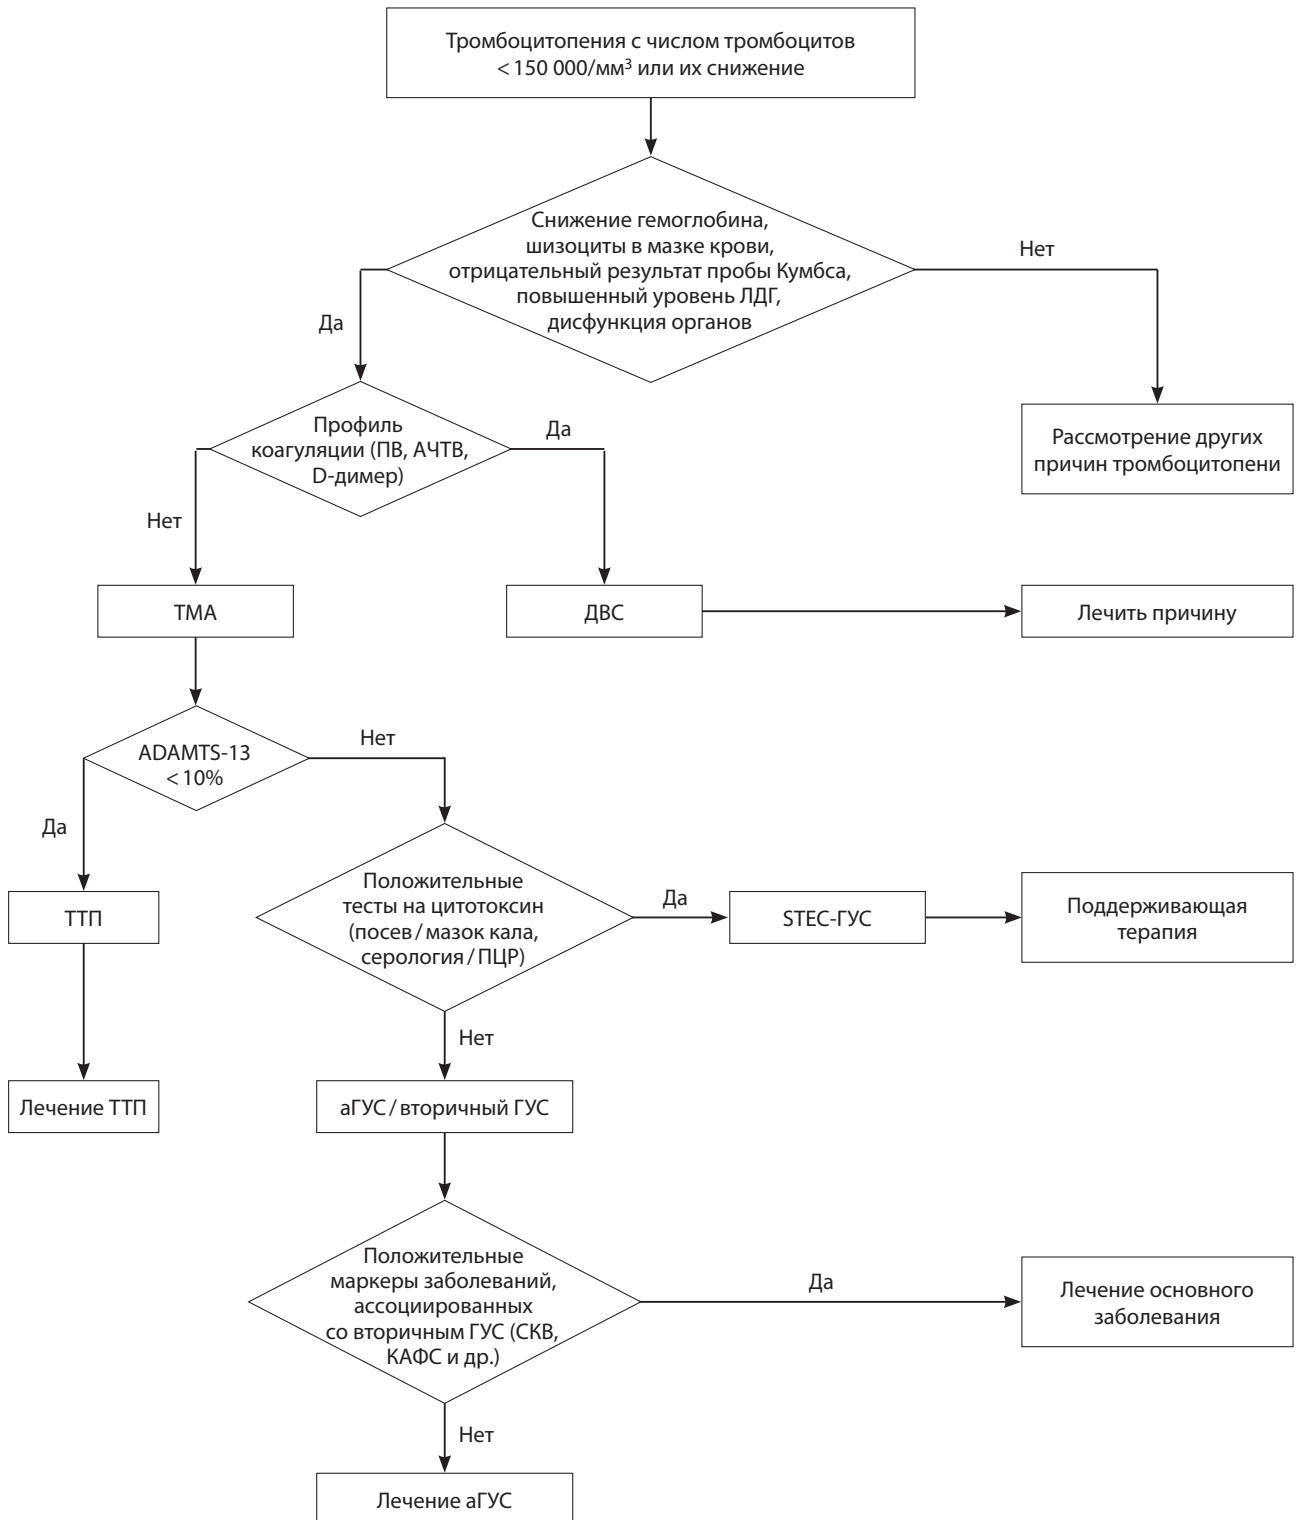 Тромбоцитопения с числом тромбоцитов
< 150 000/мм³ или их снижение
Снижение гемоглобина,
шизоциты в мазке крови,
отрицательный результат пробы Кумбса,
повышенный уровень ЛДГ,
дисфункция органов
Нет
Да
Профиль
коагуляции (ПВ, АЧТВ,
D-димер)
Да
Рассмотрение других
причин тромбоцитопени
Нет
ТМА
ДВС
Лечить причину
ADAMTS-13
< 10%
Нет
Да
Положительные
тесты на цитотоксин
(посев / мазок кала,
серология / ПЦР)
Да
ТТП
STEC-ГУС
Поддерживающая
терапия
Нет
Лечение ТТП
аГУС / вторичный ГУС
Положительные
маркеры заболеваний,
ассоциированных
со вторичным ГУС (СКВ,
КАФС и др.)
Да
Лечение основного
заболевания
Нет
Лечение аГУС